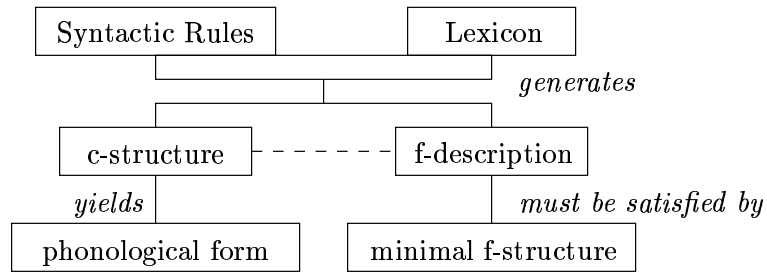 Syntactic Rules
Lexicon
generates
c-structure
f-description
yields
must be satisfied by
phonological form
minimal f-structure